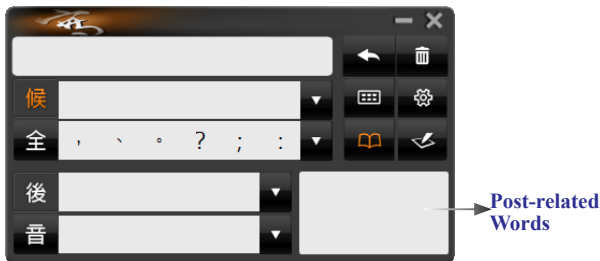 候
全 ， 、 。 ? ; :
後
音
Post-related
Words